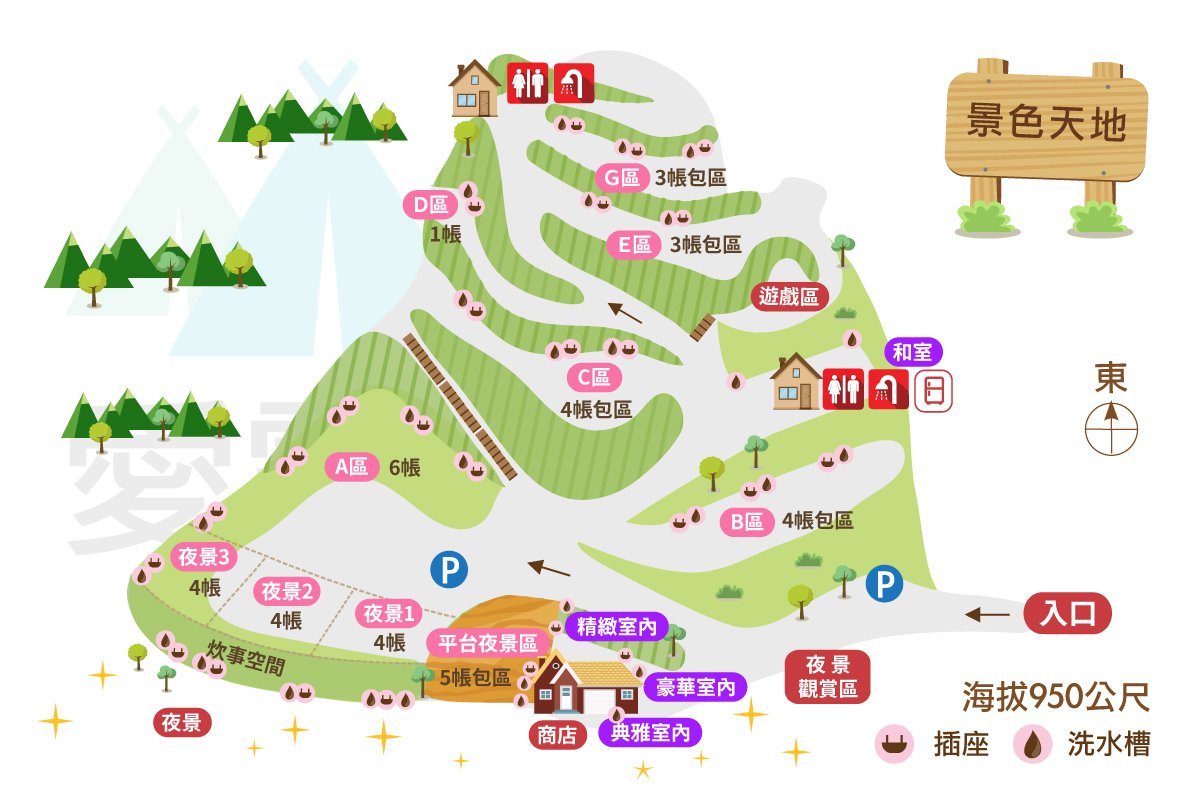 景色天地
G區 3帳包區
D區
1帳
E區 3帳包區
遊戲區
和室
C區
4帳包區
東
A區 6帳
B區 4帳包區
夜景3
4帳
夜景2
4帳
夜景1
4帳
P
P
入口
精緻室內
平台夜景區
5帳包區
炊事空間
豪華室內
夜景
觀賞區
典雅室內
商店
夜景
海拔950公尺
插座
洗水槽
愛